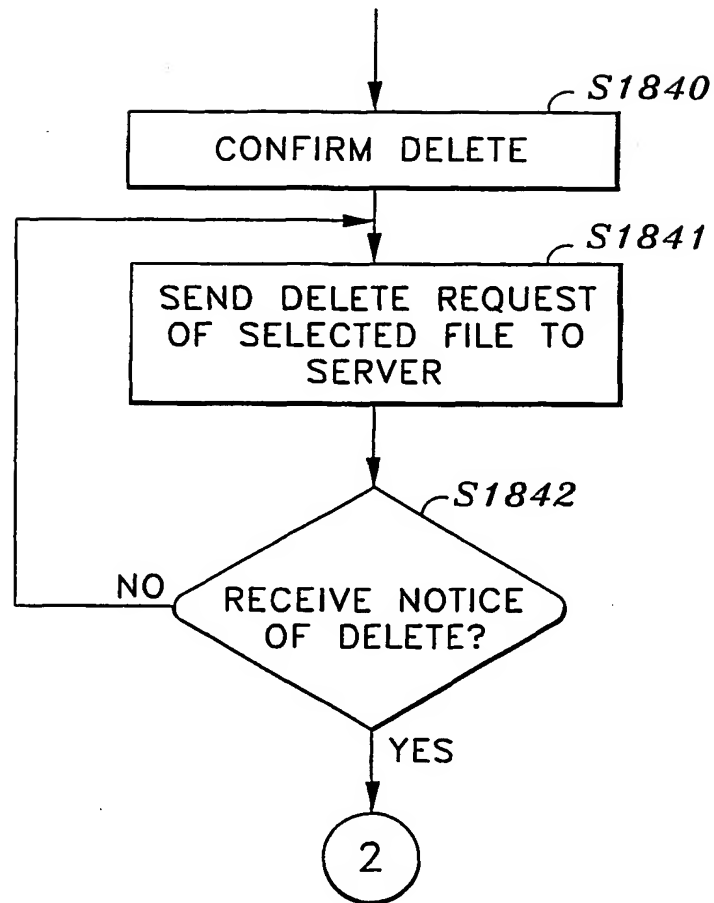 S1840
CONFIRM DELETE
S1841
SEND DELETE REQUEST
OF SELECTED FILE TO
SERVER
S1842
NO
RECEIVE NOTICE
OF DELETE?
YES
2